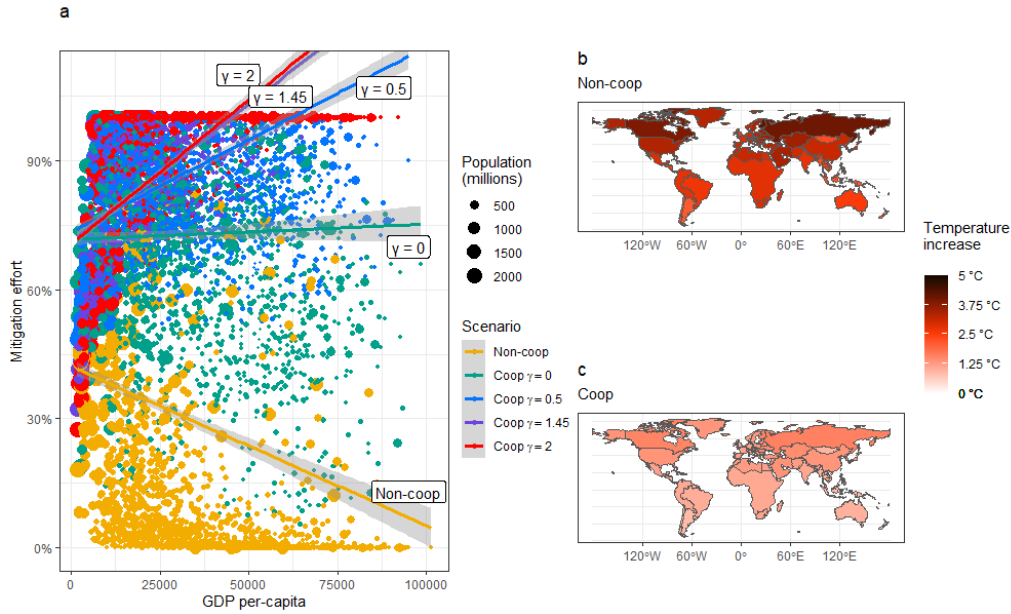 a
Mitigation effort
90%
60%
30%
0%
γ = 2
γ = 1.45
γ = 0.5
γ = 0
Non-coop
0
25000
50000
75000
100000
GDP per-capita
Population
(millions)
500
1000
1500
2000
Scenario
Non-coop
Coop γ = 0
Coop γ = 0.5
Coop γ = 1.45
Coop γ = 2
b
Non-coop
120°W
60°W
0°
60°E
120°E
c
Coop
120°W
60°W
0°
60°E
120°E
Temperature
increase
5 °C
3.75 °C
2.5 °C
1.25 °C
0 °C